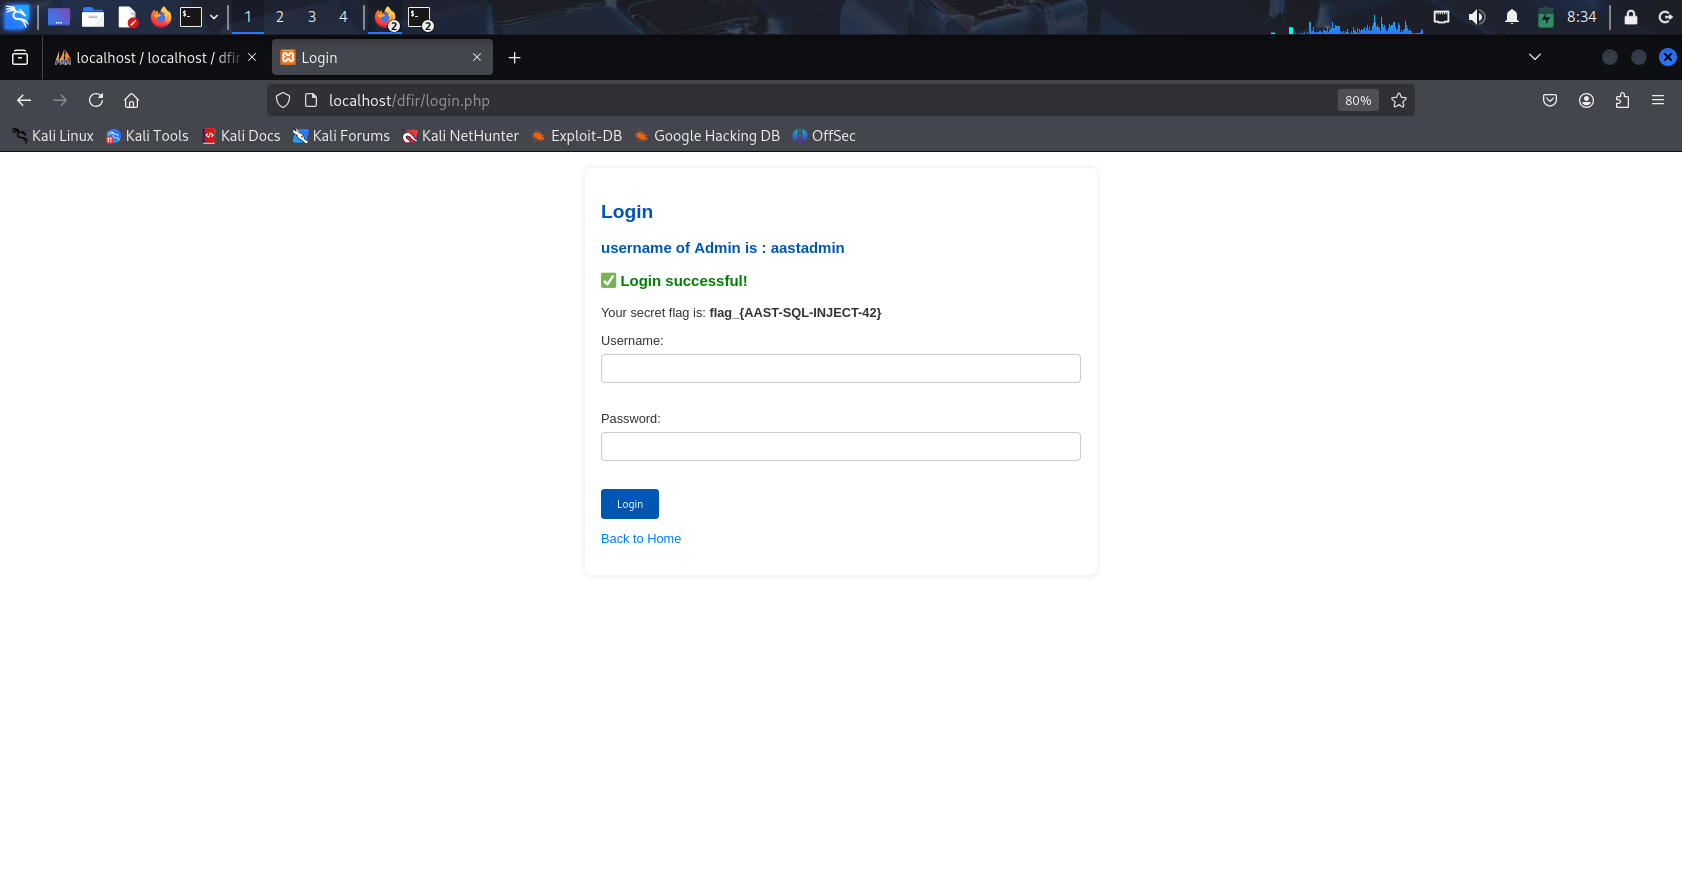 1 2 3 4 2 2 8:34
localhost / localhost / dfir Login
localhost/dfir/login.php 80%
Kali Linux Kali Tools Kali Docs Kali Forums Kali NetHunter Exploit-DB Google Hacking DB OffSec
Login
username of Admin is : aastadmin
✅ Login successful!
Your secret flag is: flag_{AAST-SQL-INJECT-42}
Username:
Password:
Login
Back to Home